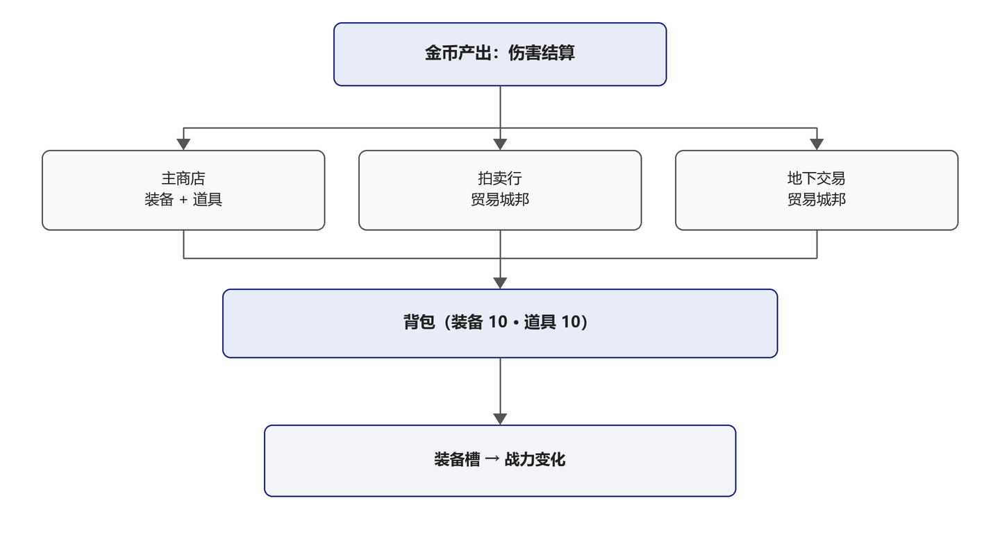 金币产出：伤害结算
主商店
装备 + 道具
拍卖行
贸易城邦
地下交易
贸易城邦
背包（装备 10 • 道具 10）
装备槽 → 战力变化